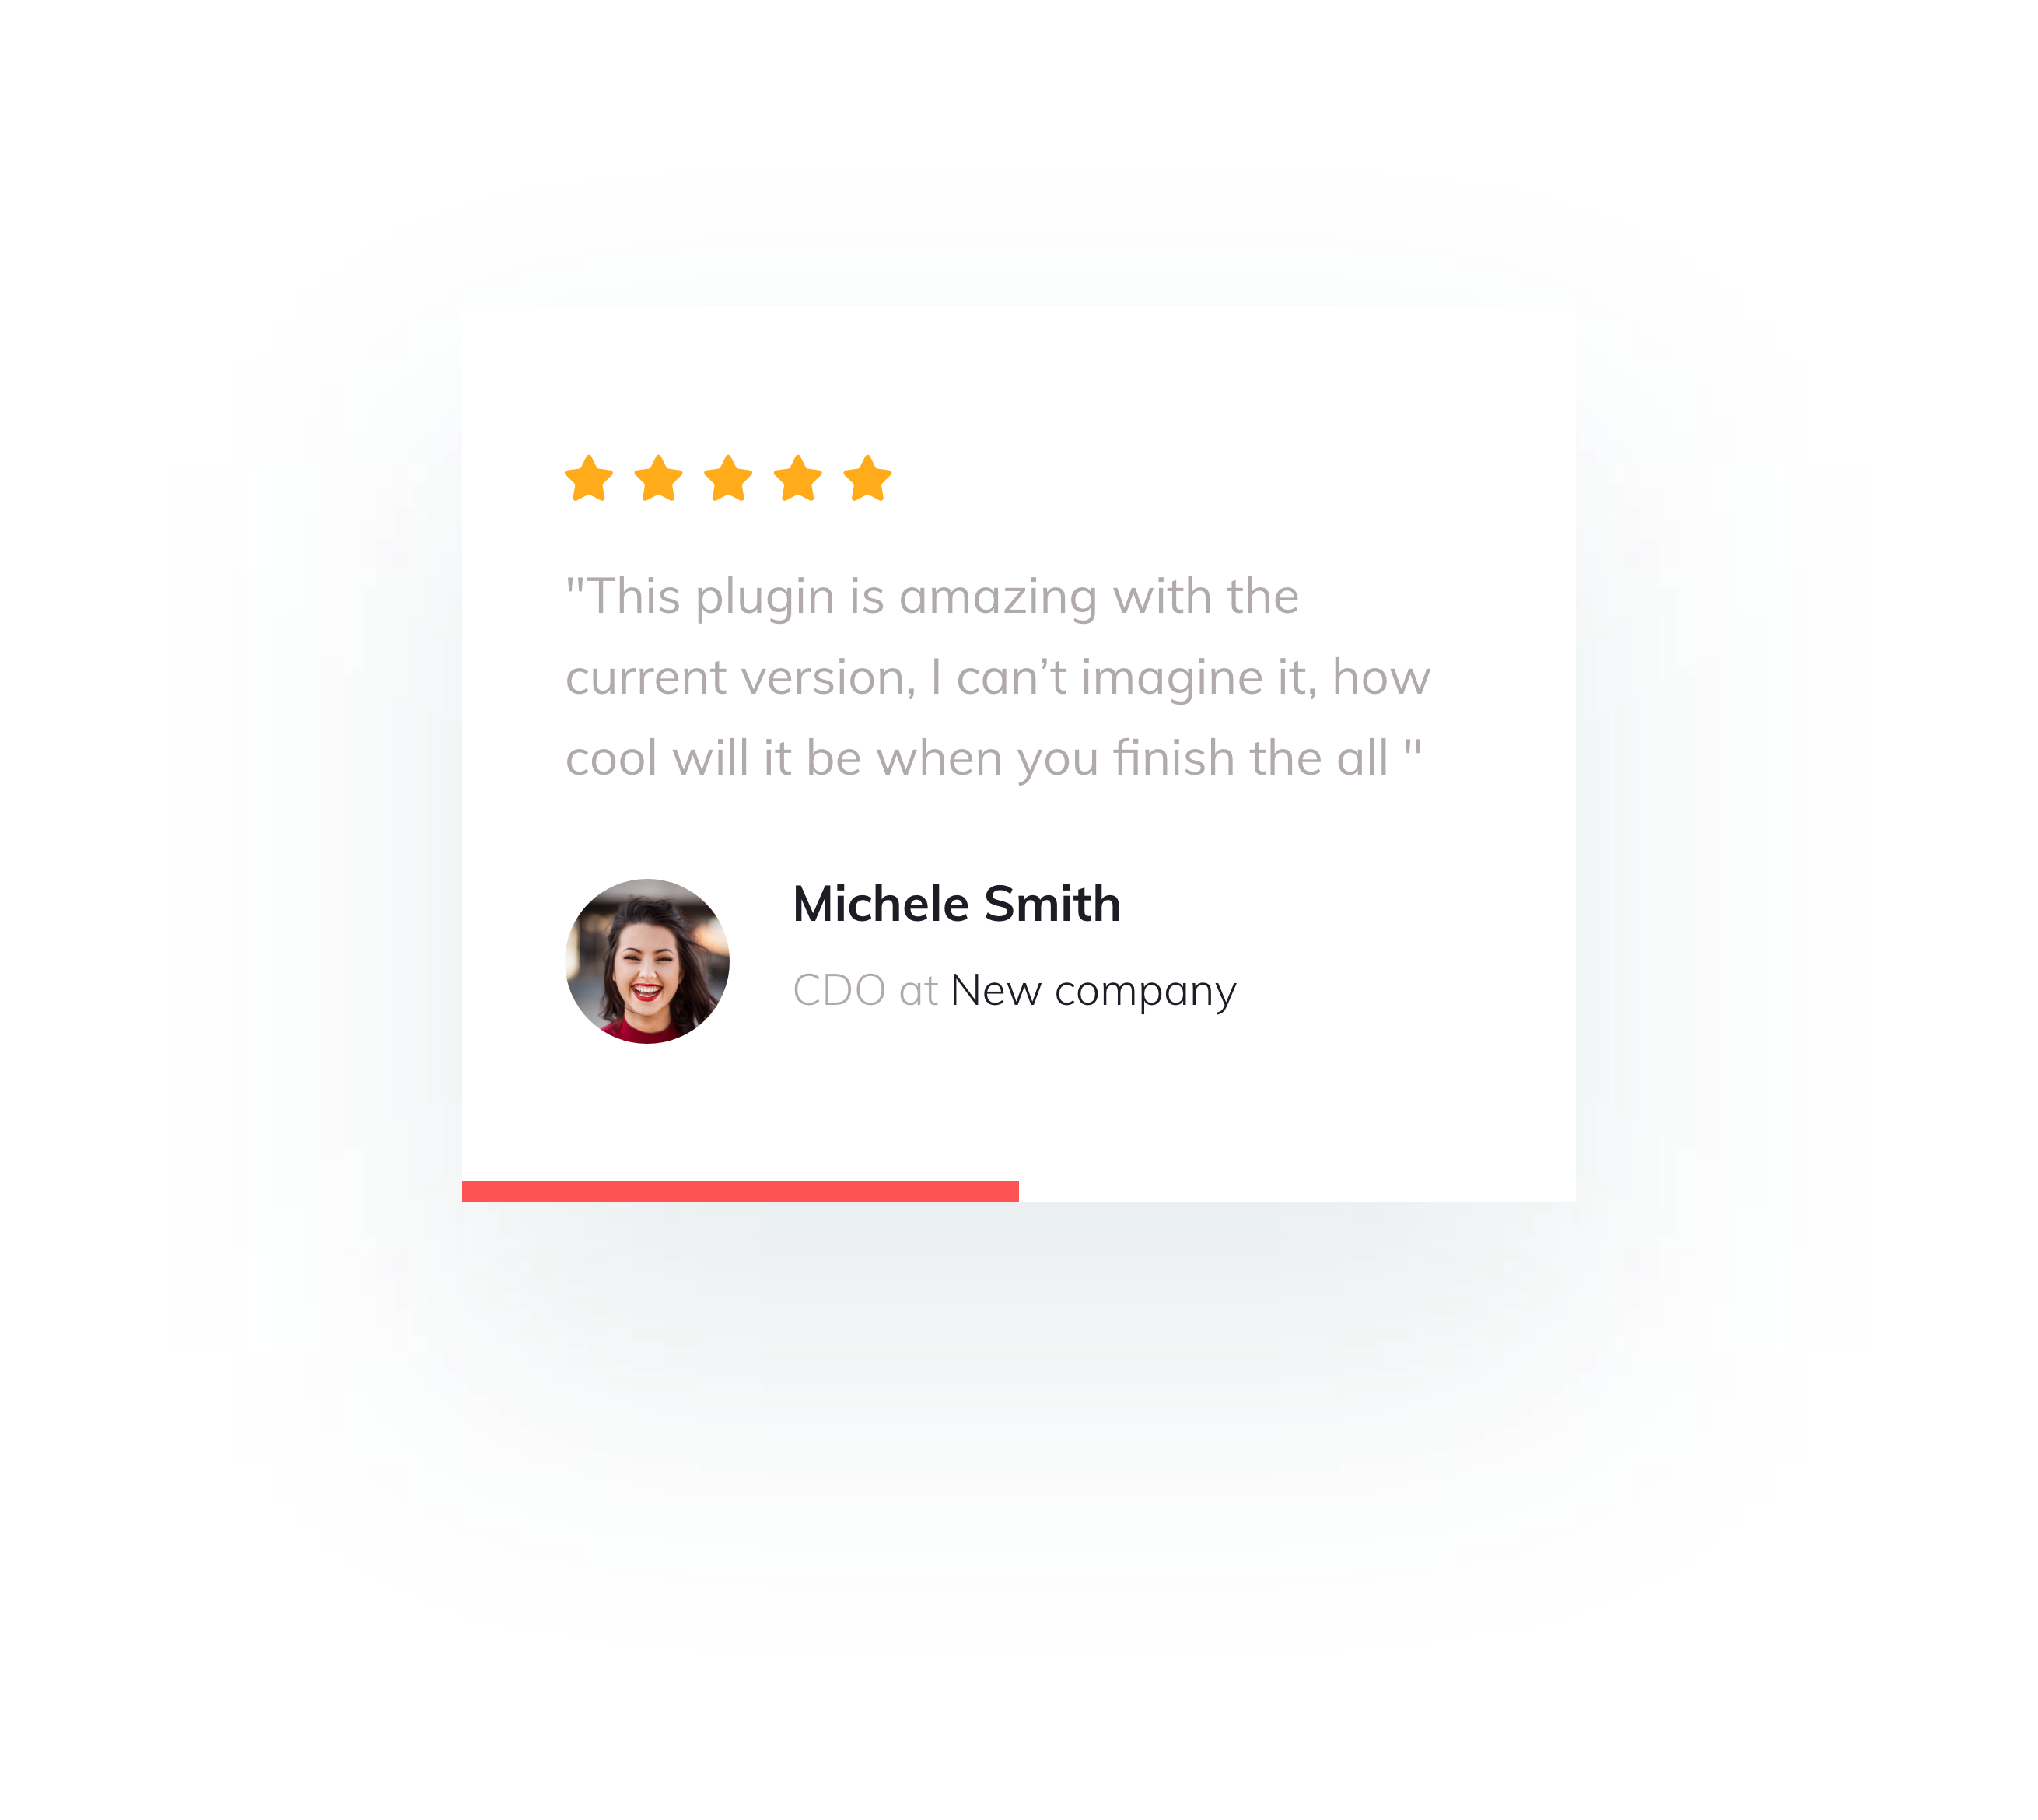 "This plugin is amazing with the
current version, I can’t imagine it, how
cool will it be when you finish the all "
Michele Smith
CDO at New company